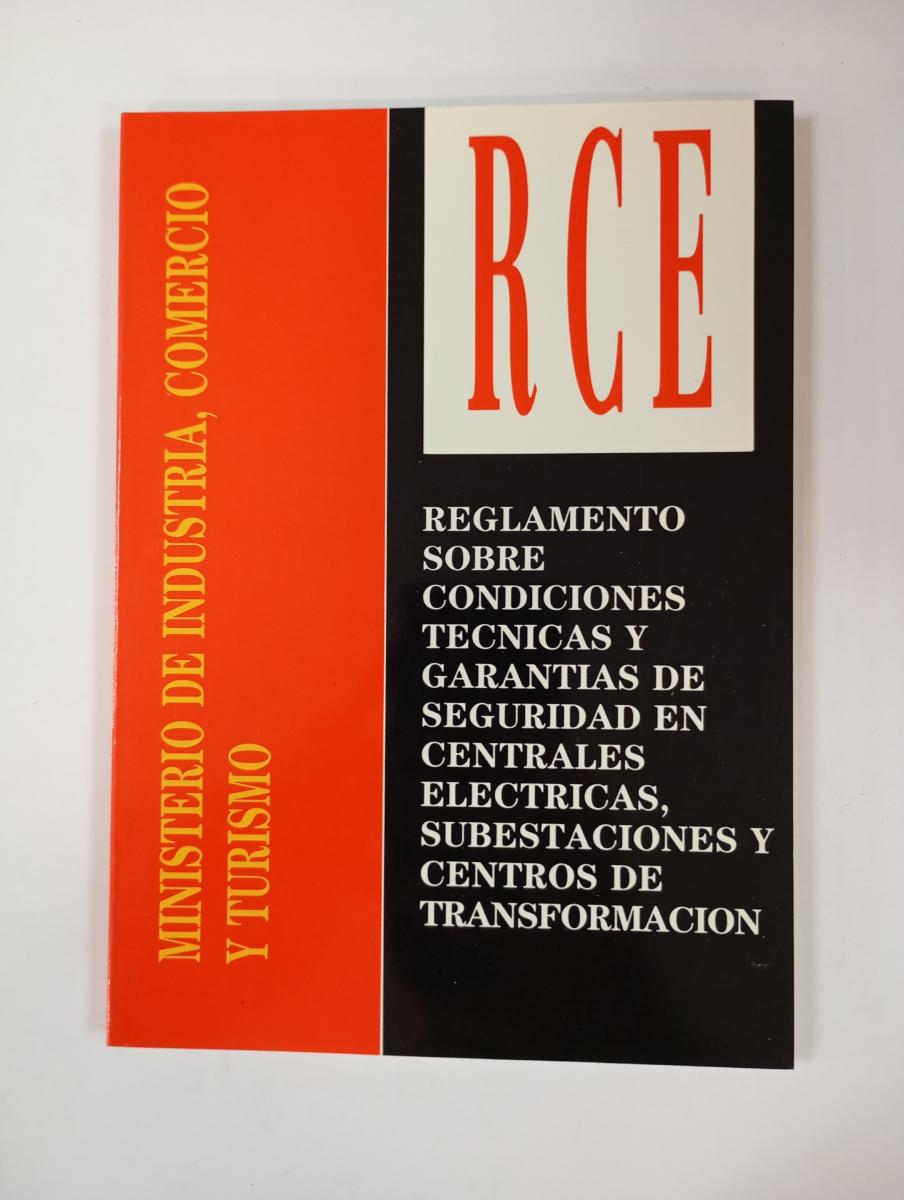 MINISTERIO DE INDUSTRIA, COMERCIO
Y TURISMO
RCE
REGLAMENTO
SOBRE
CONDICIONES
TECNICAS Y
GARANTIAS DE
SEGURIDAD EN
CENTRALES
ELECTRICAS,
SUBESTACIONES Y
CENTROS DE
TRANSFORMACION